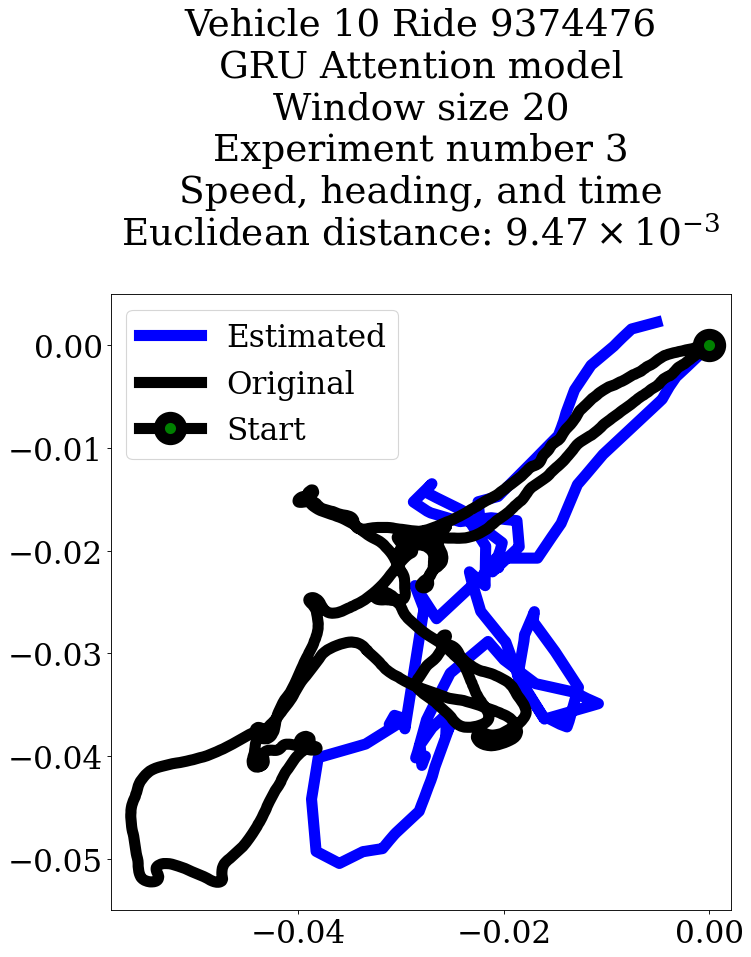 Vehicle 10 Ride 9374476
GRU Attention model
Window size 20
Experiment number 3
Speed, heading, and time
Euclidean distance: 9.47 × 10⁻³
Estimated
Original
Start
0.00
−0.01
−0.02
−0.03
−0.04
−0.05
−0.04
−0.02
0.00